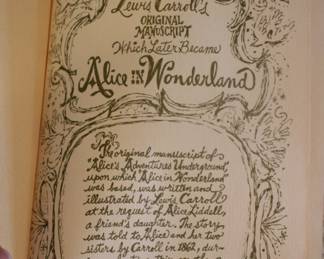 Lewis Carroll's
ORIGINAL
MANUSCRIPT
Which Later Became
Alice IN Wonderland
The original manuscript of
"Alice's Adventures Underground"
upon which Alice in Wonderland
was based, was written and
illustrated by Lewis Carroll
at the request of Alice Liddell,
a friend's daughter. The story,
was told to Alice and her two
sisters by Carroll in 1862, dur-